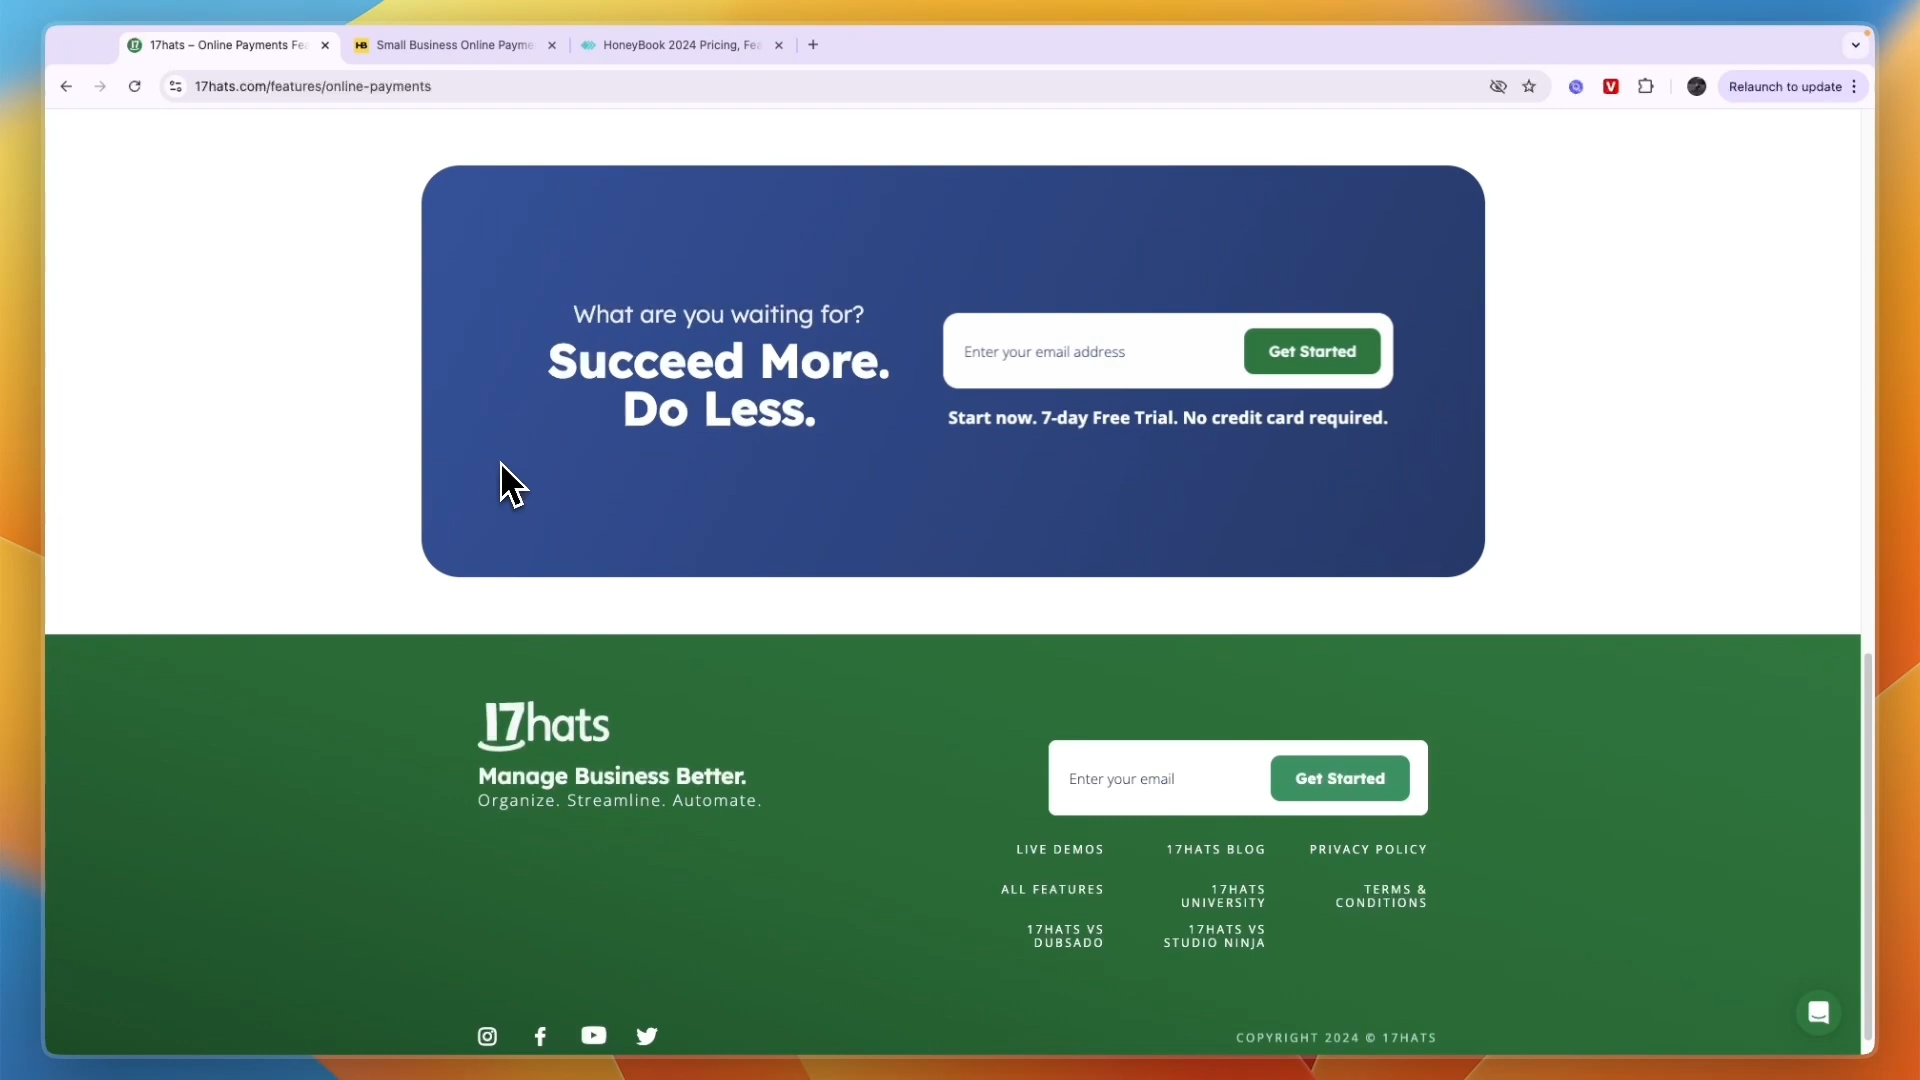 17hats – Online Payments Fe
HB Small Business Online Payme
HoneyBook 2024 Pricing, Fea
17hats.com/features/online-payments
V
Relaunch to update
What are you waiting for?
Succeed More.
Do Less.
Enter your email address
Get Started
Start now. 7-day Free Trial. No credit card required.
17hats
Manage Business Better.
Organize. Streamline. Automate.
Enter your email
Get Started
LIVE DEMOS
17HATS BLOG
PRIVACY POLICY
ALL FEATURES
17HATS
UNIVERSITY
TERMS &
CONDITIONS
17HATS VS
DUBSADO
17HATS VS
STUDIO NINJA
COPYRIGHT 2024 © 17HATS